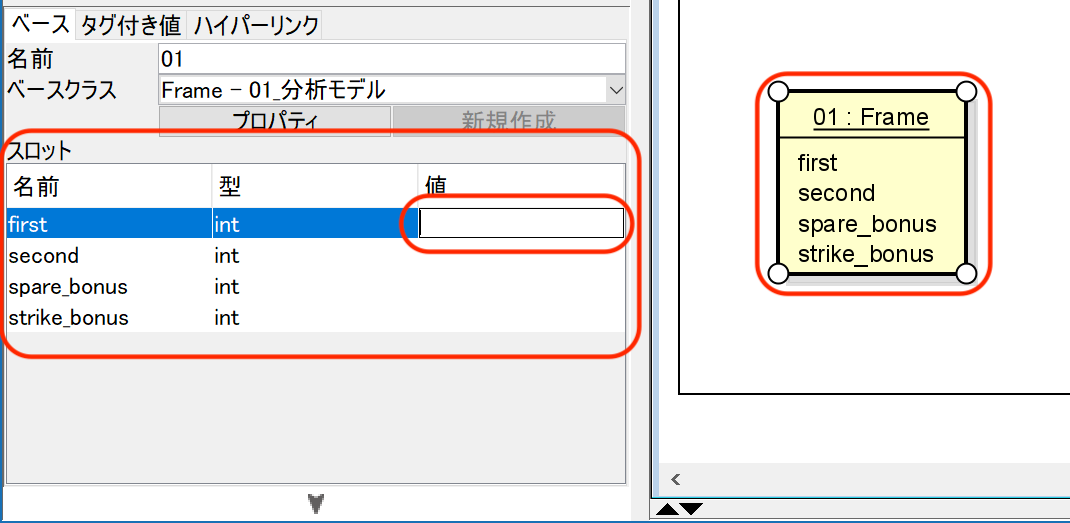 ベース タグ付き値 ハイパーリンク
名前 01
ベースクラス Frame - 01_分析モデル
プロパティ 新規作成
スロット
名前 型 値
first int
second int
spare_bonus int
strike_bonus int
01 : Frame
first
second
spare_bonus
strike_bonus